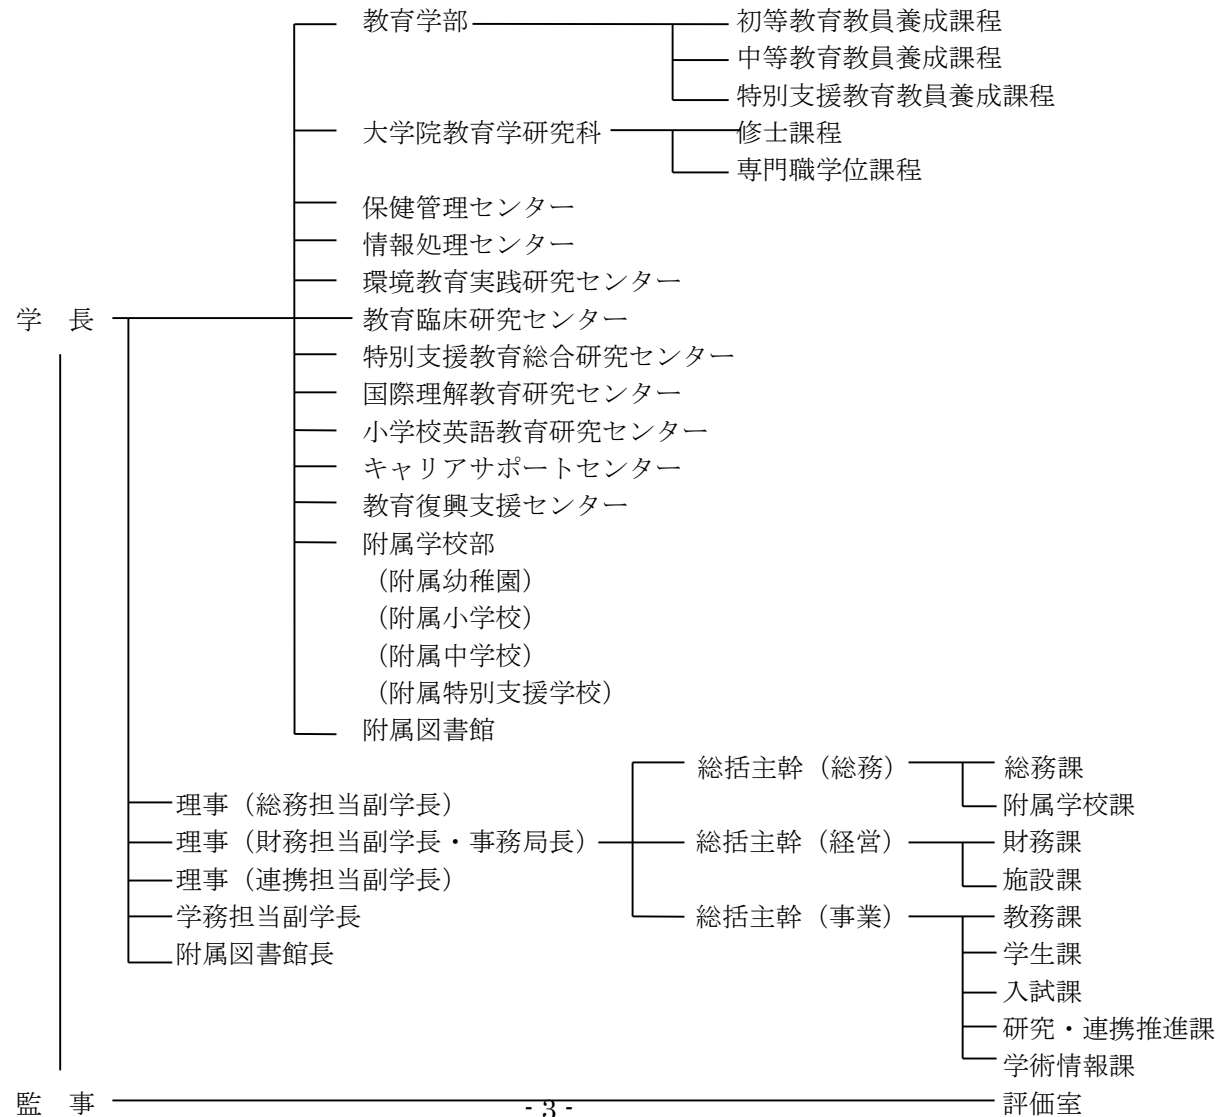 教育学部 初等教育教員養成課程
中等教育教員養成課程
特別支援教育教員養成課程
大学院教育学研究科 修士課程
専門職学位課程
保健管理センター
情報処理センター
環境教育実践研究センター
学　長 教育臨床研究センター
特別支援教育総合研究センター
国際理解教育研究センター
小学校英語教育研究センター
キャリアサポートセンター
教育復興支援センター
附属学校部
（附属幼稚園）
（附属小学校）
（附属中学校）
（附属特別支援学校）
附属図書館
総括主幹（総務） 総務課
理事（総務担当副学長） 附属学校課
理事（財務担当副学長・事務局長） 総括主幹（経営） 財務課
理事（連携担当副学長） 施設課
学務担当副学長 総括主幹（事業） 教務課
附属図書館長 学生課
入試課
研究・連携推進課
学術情報課
監　事 評価室
- 3 -